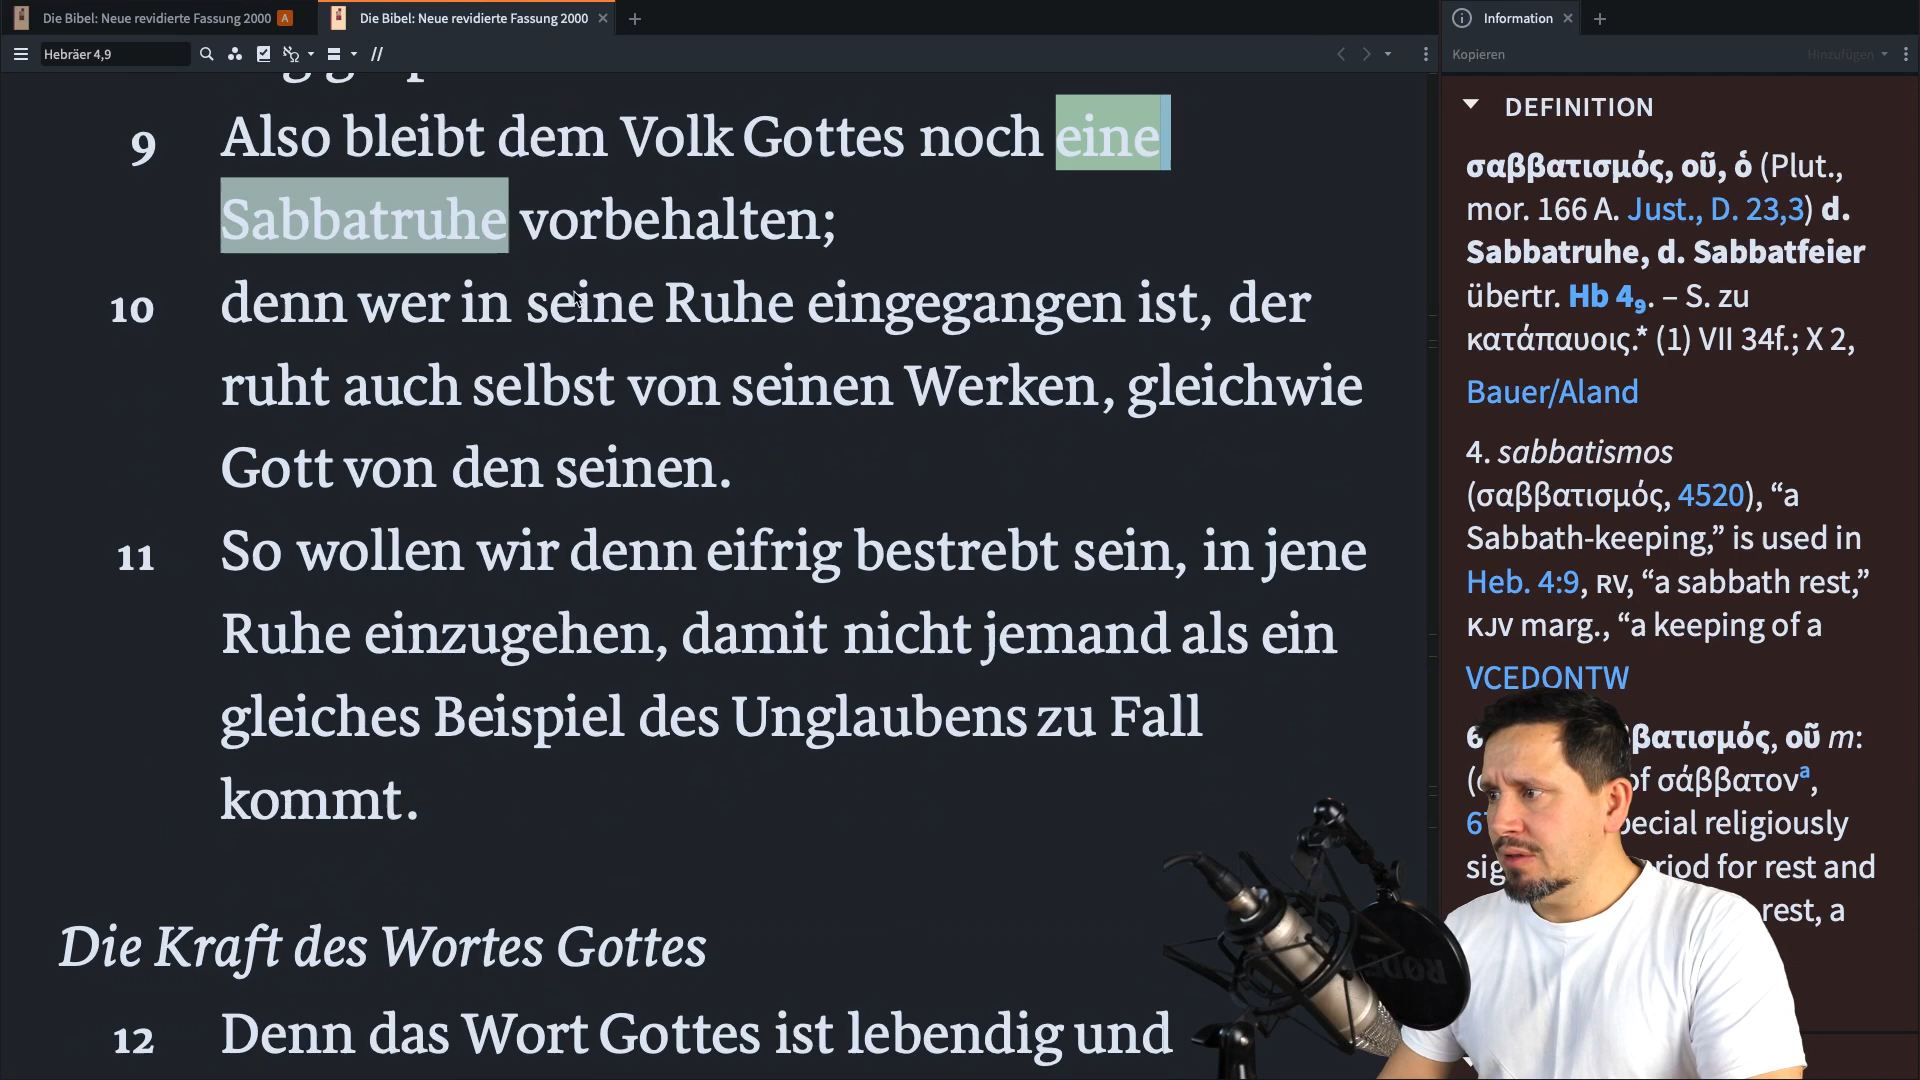 Die Bibel: Neue revidierte Fassung 2000 A
Die Bibel: Neue revidierte Fassung 2000
Information
Hebräer 4,9
Kopieren
Hinzufügen
9 Also bleibt dem Volk Gottes noch eine
Sabbatruhe vorbehalten;
10 denn wer in seine Ruhe eingegangen ist, der
ruht auch selbst von seinen Werken, gleichwie
Gott von den seinen.
11 So wollen wir denn eifrig bestrebt sein, in jene
Ruhe einzugehen, damit nicht jemand als ein
gleiches Beispiel des Unglaubens zu Fall
kommt.
Die Kraft des Wortes Gottes
12 Denn das Wort Gottes ist lebendig und
DEFINITION
σαββατισμός, οῦ, ὁ (Plut.,
mor. 166 A. Just., D. 23,3) d.
Sabbatruhe, d. Sabbatfeier
übertr. Hb 4₉. – S. zu
κατάπαυοις.* (1) VII 34f.; X 2,
Bauer/Aland
4. sabbatismos
(σαββατισμός, 4520), “a
Sabbath-keeping,” is used in
Heb. 4:9, RV, “a sabbath rest,”
KJV marg., “a keeping of a
VCEDONTW
βατισμός, οῦ m:
of σάββατονᵃ,
religiously
for rest and
rest, a
RØDE